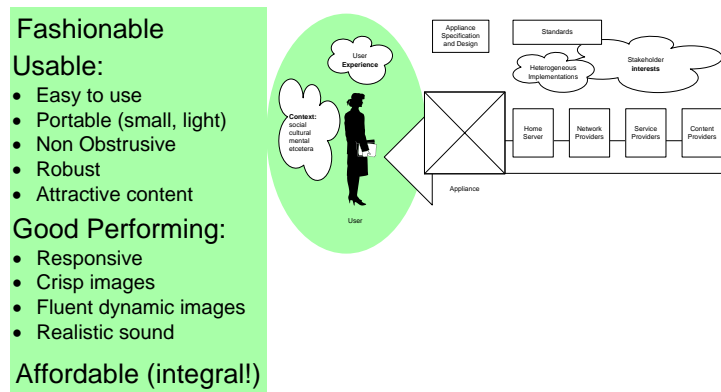 Fashionable
Usable:
• Easy to use
• Portable (small, light)
• Non Obstrusive
• Robust
• Attractive content
Good Performing:
• Responsive
• Crisp images
• Fluent dynamic images
• Realistic sound
Affordable (integral!)
User
Experience
Context:
social
cultural
mental
etcetera
User
Appliance
Specification
and Design
Standards
Heterogeneous
Implementations
Stakeholder
interests
Home
Server
Network
Providers
Service
Providers
Content
Providers
Appliance